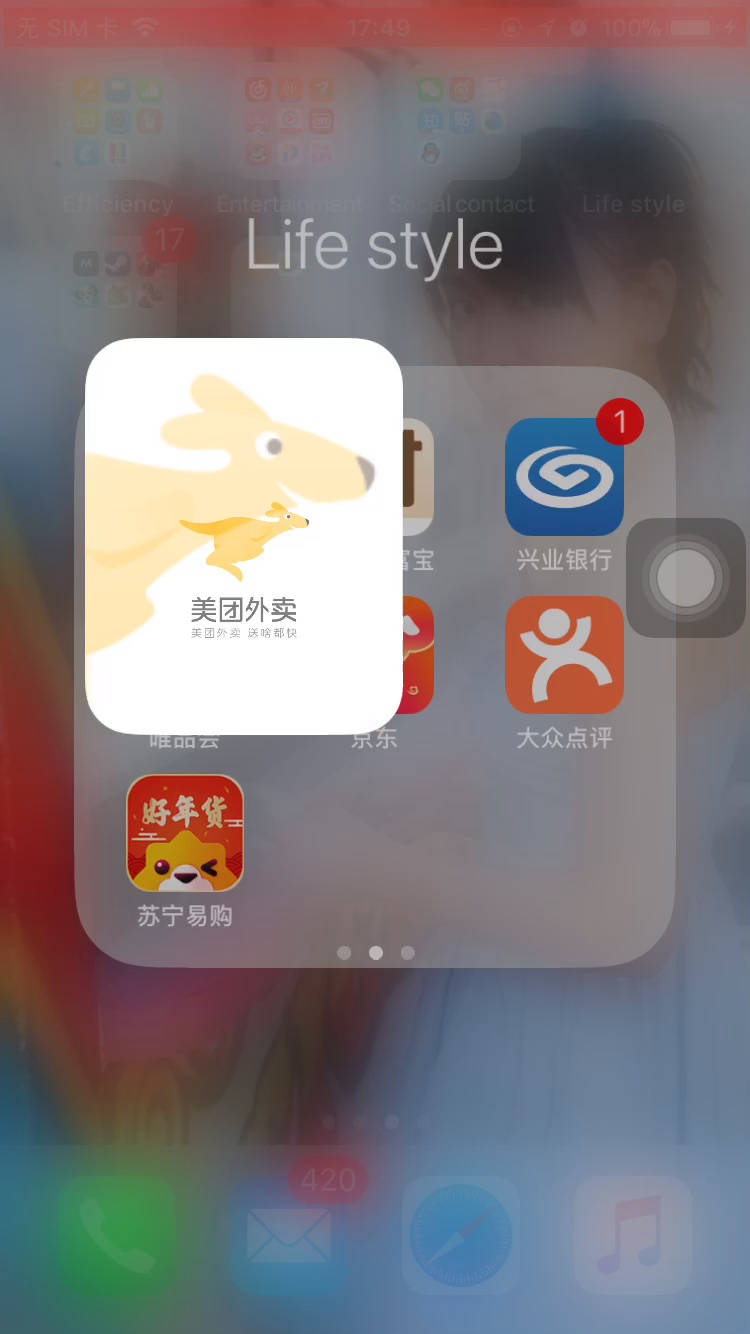 无 SIM 卡 17:49 100%
Efficiency Entertainment Social contact Life style
17
Life style
1
富宝 兴业银行
美团外卖
美团外卖 送啥都快
唯品会 京东 大众点评
好年货
苏宁易购
420